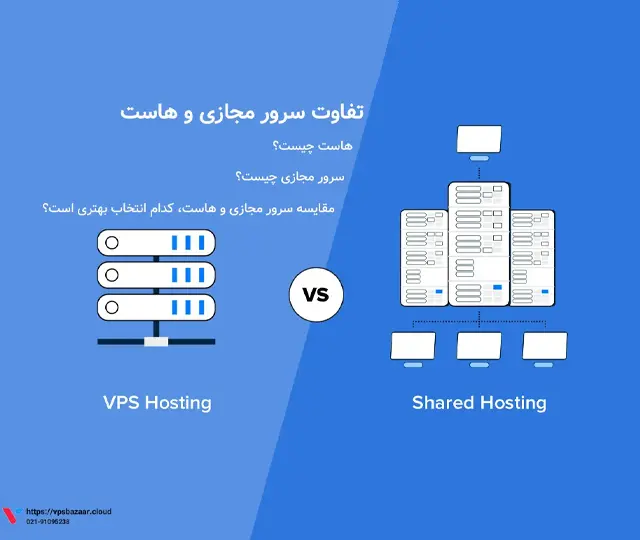 تفاوت سرور مجازی و هاست
هاست چیست؟
سرور مجازی چیست؟
مقایسه سرور مجازی و هاست، کدام انتخاب بهتری است؟
VS
VPS Hosting
Shared Hosting
https://vpsbazaar.cloud
021-91096238